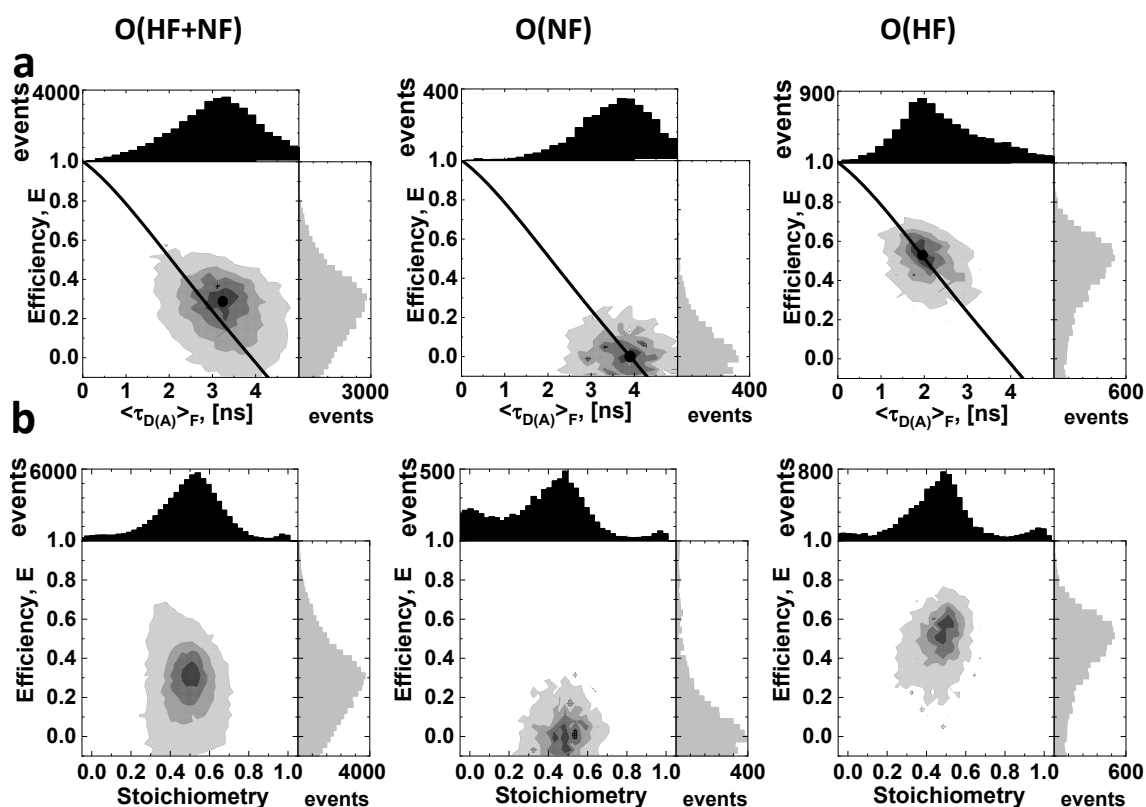 O(HF+NF) O(NF) O(HF)
a
4000 400 900
events events events
1.0 1.0 1.0
Efficiency, E Efficiency, E Efficiency, E
0.8 0.8 0.8
0.6 0.6 0.6
0.4 0.4 0.4
0.2 0.2 0.2
0.0 0.0 0.0
0 1 2 3 4 3000 0 1 2 3 4 400 0 1 2 3 4 600
<τD(A)>F, [ns] events <τD(A)>F, [ns] events <τD(A)>F, [ns] events
b
6000 500 800
events events events
1.0 1.0 1.0
Efficiency, E Efficiency, E Efficiency, E
0.8 0.8 0.8
0.6 0.6 0.6
0.4 0.4 0.4
0.2 0.2 0.2
0.0 0.0 0.0
0.0 0.2 0.4 0.6 0.8 1.0 4000 0.0 0.2 0.4 0.6 0.8 1.0 400 0.0 0.2 0.4 0.6 0.8 1.0 600
Stoichiometry events Stoichiometry events Stoichiometry events